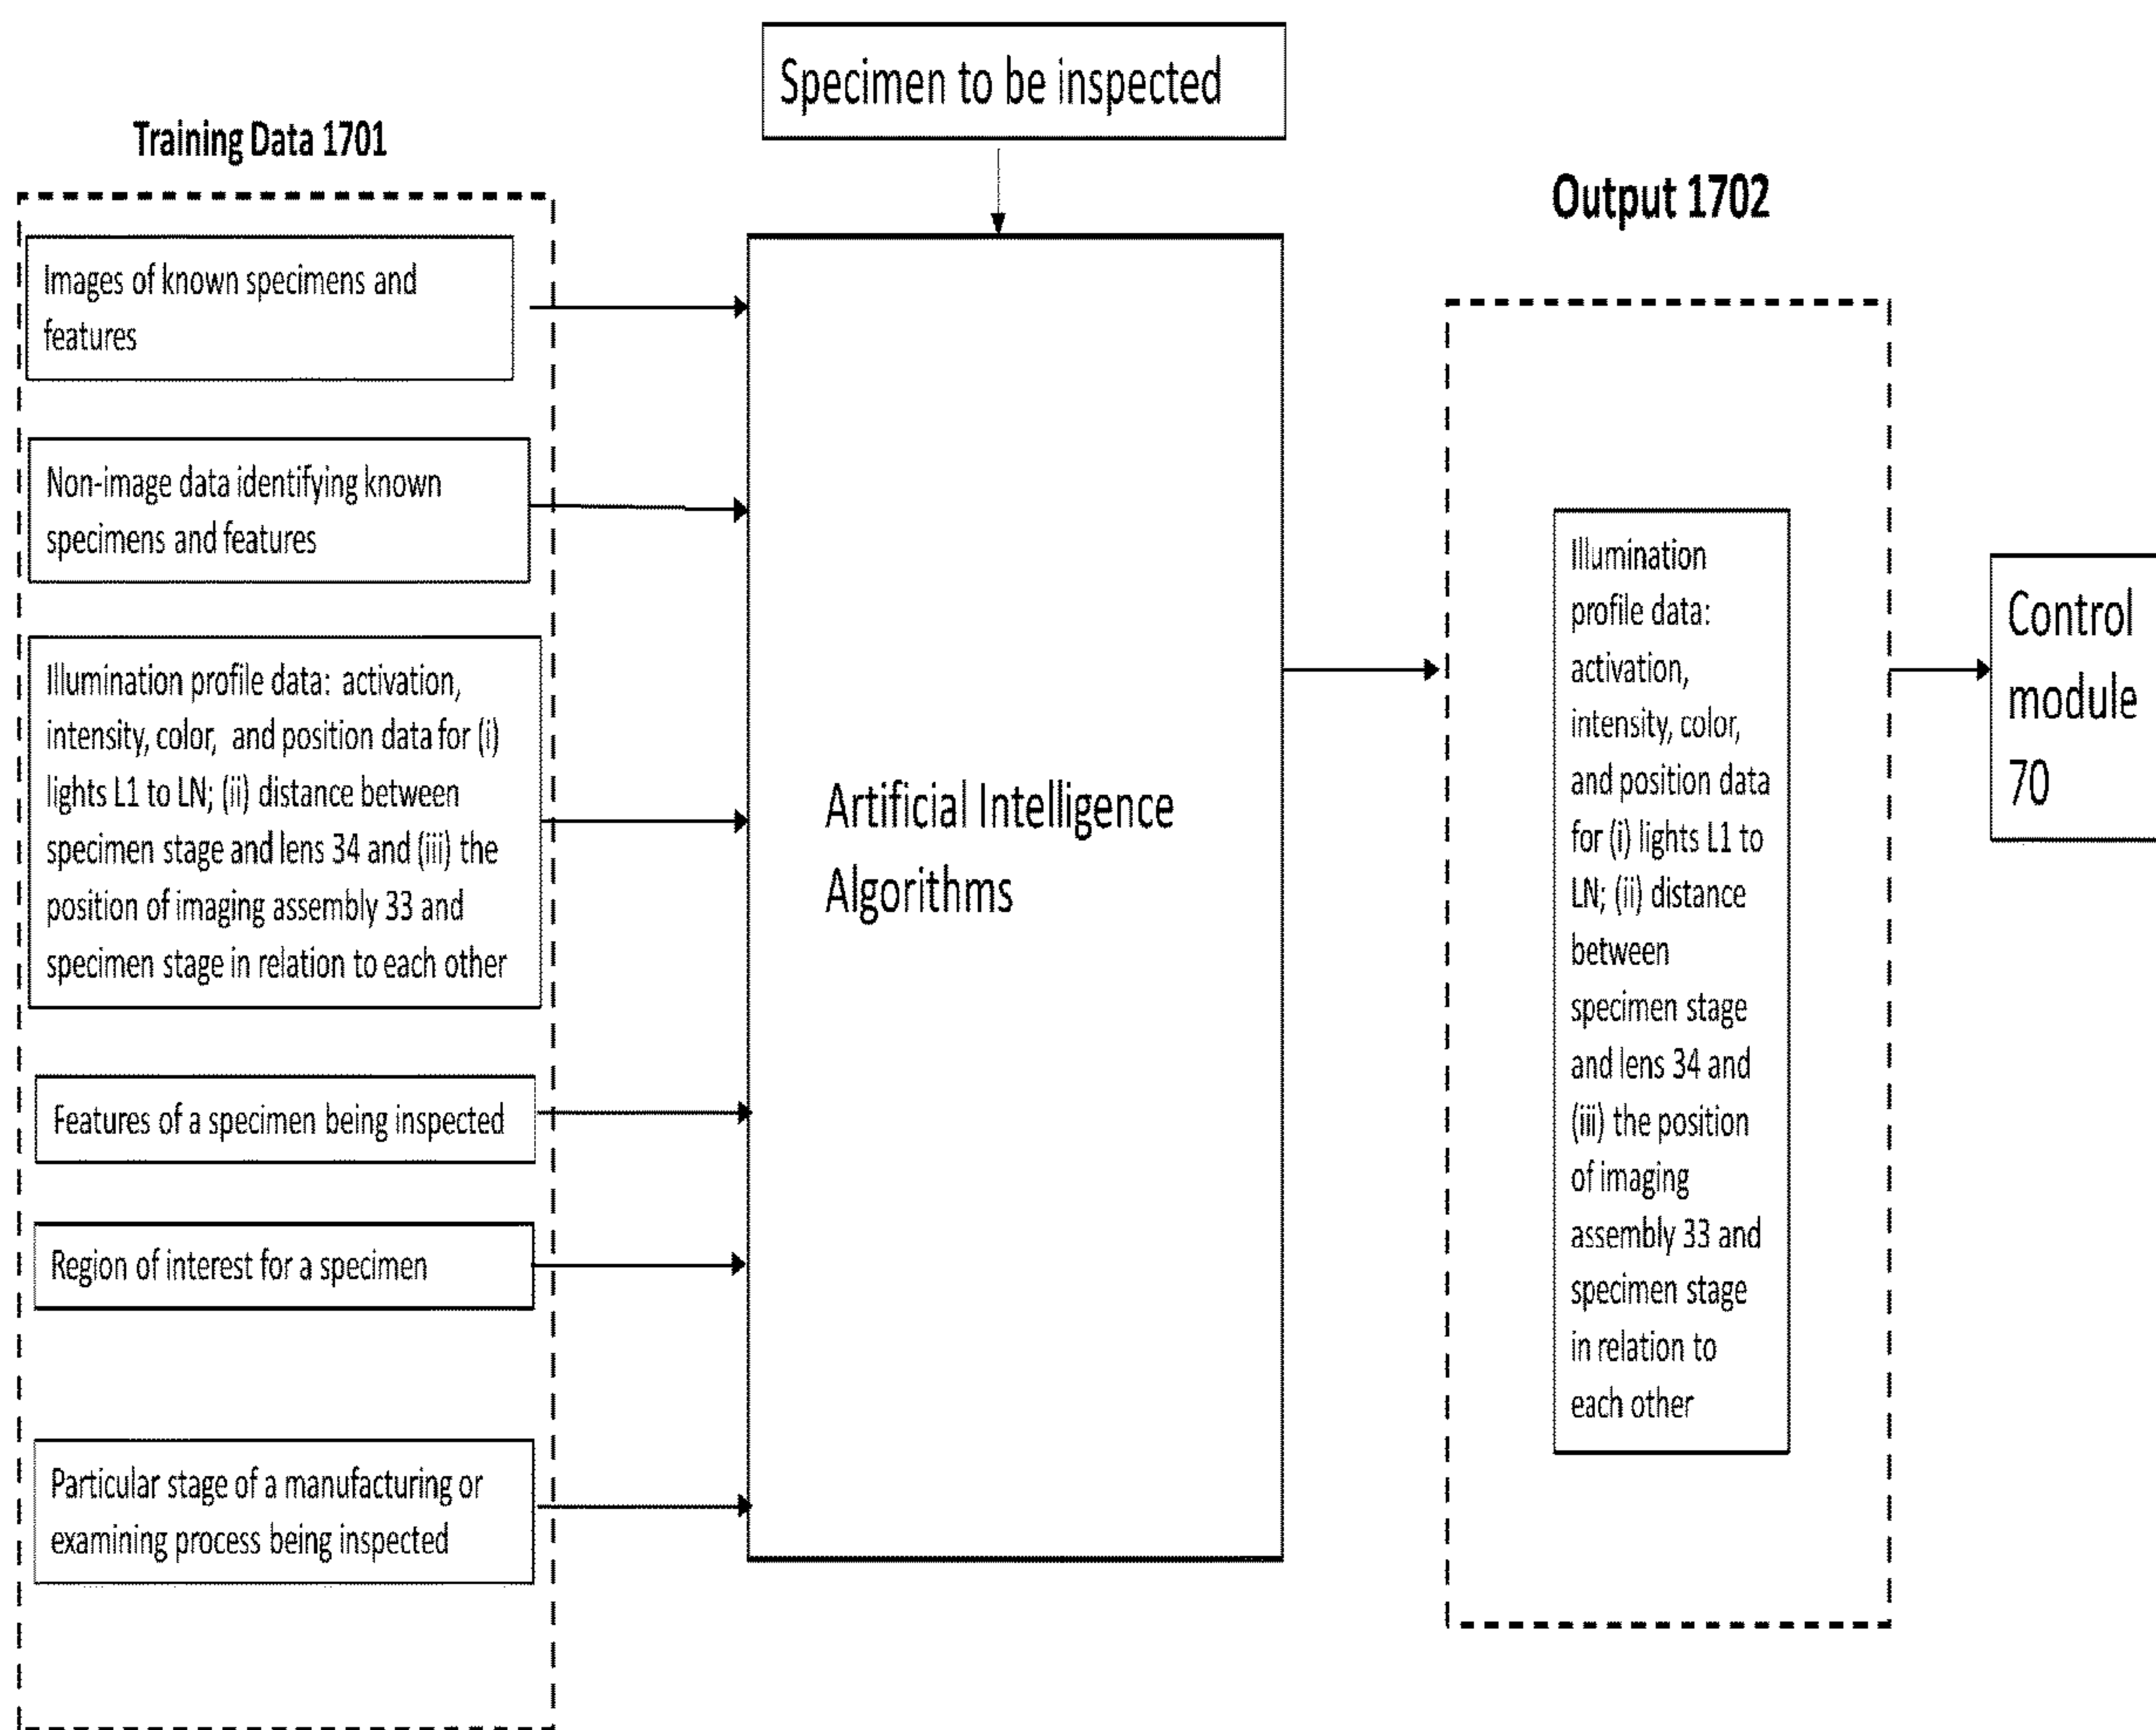 Specimen to be inspected
Training Data 1701
Images of known specimens and
features
Non-image data identifying known
specimens and features
Illumination profile data: activation,
intensity, color, and position data for (i)
lights L1 to LN; (ii) distance between
specimen stage and lens 34 and (iii) the
position of imaging assembly 33 and
specimen stage in relation to each other
Features of a specimen being inspected
Region of interest for a specimen
Particular stage of a manufacturing or
examining process being inspected
Artificial Intelligence
Algorithms
Output 1702
Illumination
profile data:
activation,
intensity, color,
and position data
for (i) lights L1 to
LN; (ii) distance
between
specimen stage
and lens 34 and
(iii) the position
of imaging
assembly 33 and
specimen stage
in relation to
each other
Control
module
70